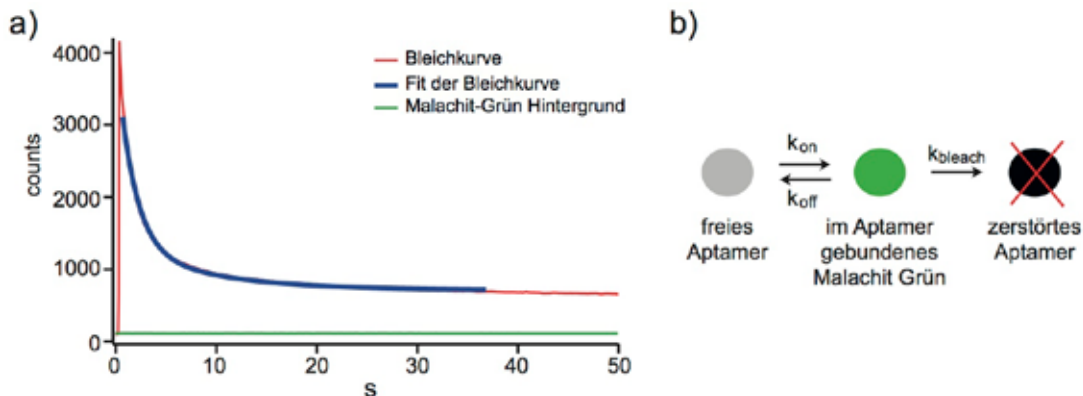 a)
4000
3000
2000
1000
0
counts
0
10
20
30
40
50
s
Bleichkurve
Fit der Bleichkurve
Malachit-Grün Hintergrund
b)
kon
koff
kbleach
freies
Aptamer
im Aptamer
gebundenes
Malachit Grün
zerstörtes
Aptamer